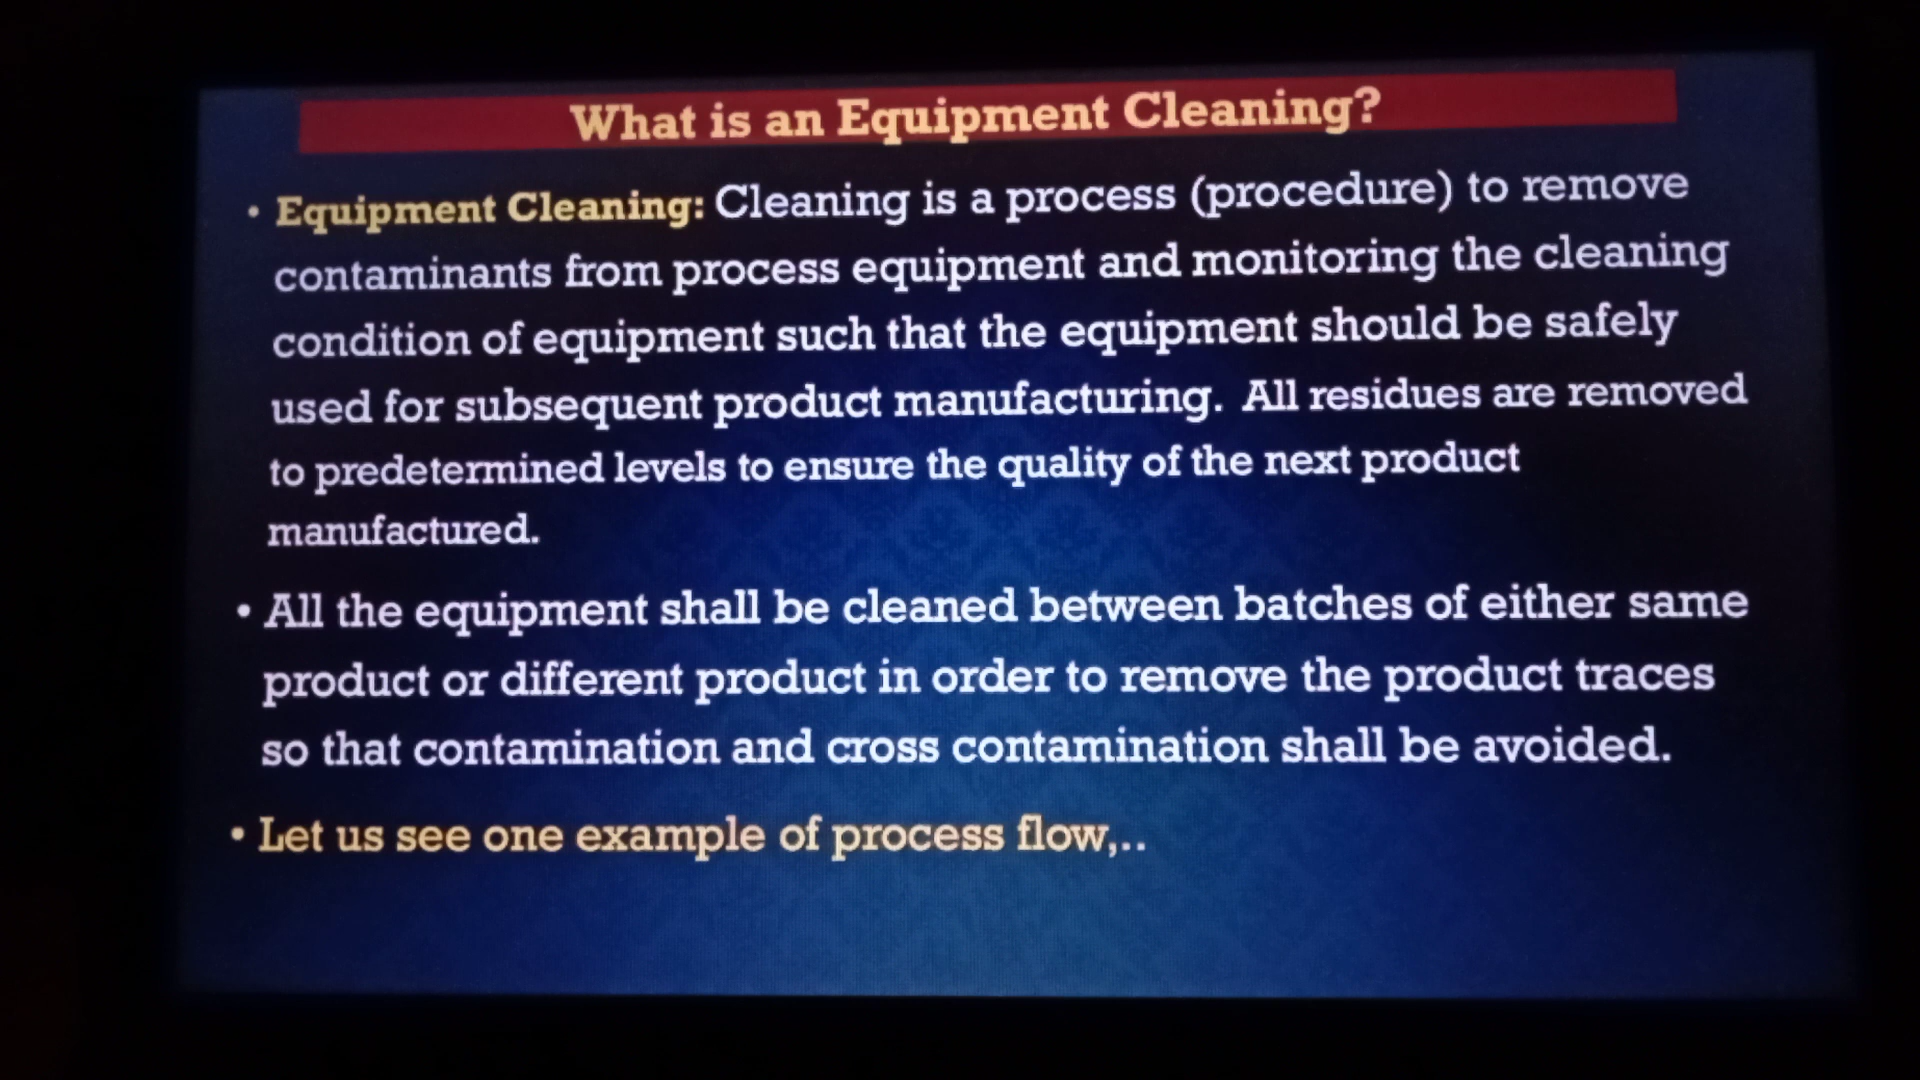 What is an Equipment Cleaning?
• Equipment Cleaning: Cleaning is a process (procedure) to remove
contaminants from process equipment and monitoring the cleaning
condition of equipment such that the equipment should be safely
used for subsequent product manufacturing. All residues are removed
to predetermined levels to ensure the quality of the next product
manufactured.
• All the equipment shall be cleaned between batches of either same
product or different product in order to remove the product traces
so that contamination and cross contamination shall be avoided.
• Let us see one example of process flow,..